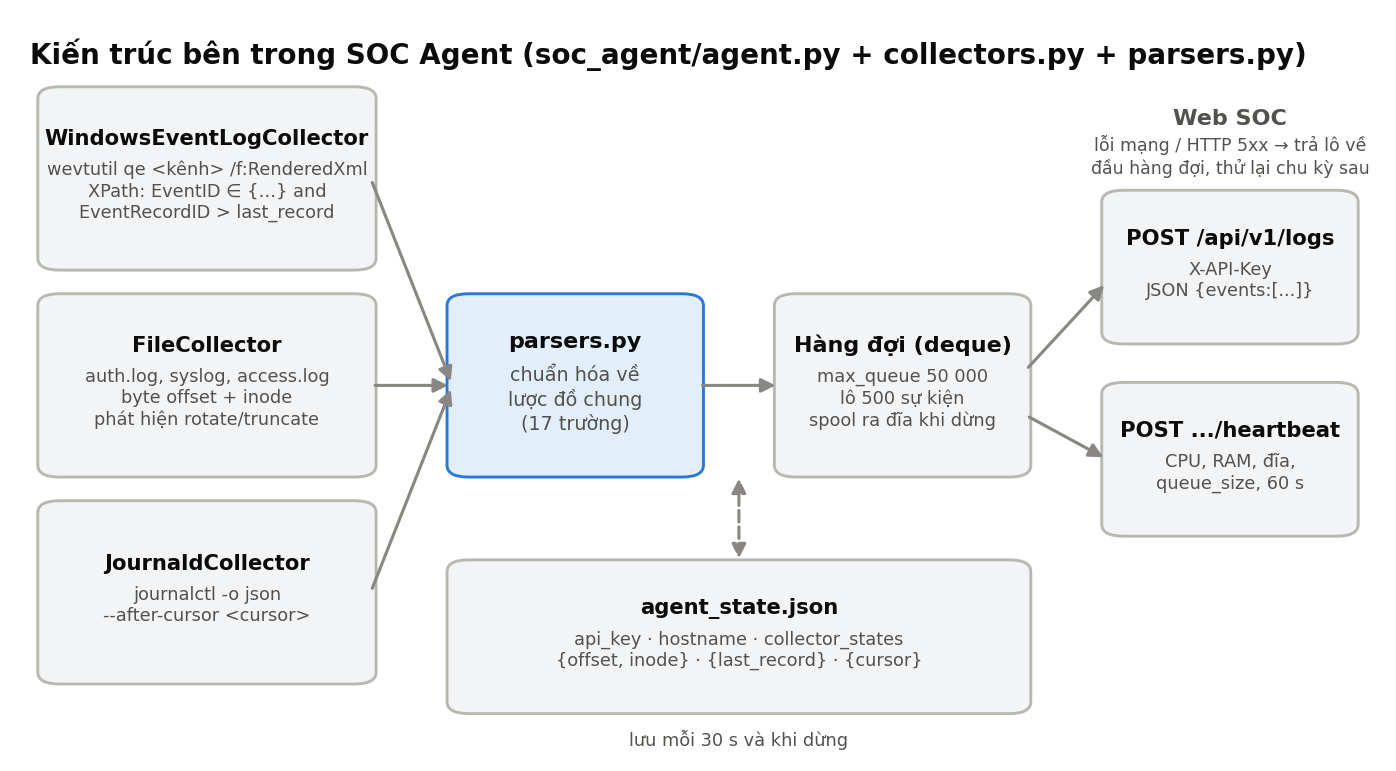 Kiến trúc bên trong SOC Agent (soc_agent/agent.py + collectors.py + parsers.py)
WindowsEventLogCollector
wevtutil qe <kênh> /f:RenderedXml
XPath: EventID ∈ {…} and
EventRecordID > last_record
FileCollector
auth.log, syslog, access.log
byte offset + inode
phát hiện rotate/truncate
JournaldCollector
journalctl -o json
--after-cursor <cursor>
parsers.py
chuẩn hóa về
lược đồ chung
(17 trường)
Hàng đợi (deque)
max_queue 50 000
lô 500 sự kiện
spool ra đĩa khi dừng
agent_state.json
api_key · hostname · collector_states
{offset, inode} · {last_record} · {cursor}
lưu mỗi 30 s và khi dừng
Web SOC
lỗi mạng / HTTP 5xx → trả lô về
đầu hàng đợi, thử lại chu kỳ sau
POST /api/v1/logs
X-API-Key
JSON {events:[…]}
POST .../heartbeat
CPU, RAM, đĩa,
queue_size, 60 s